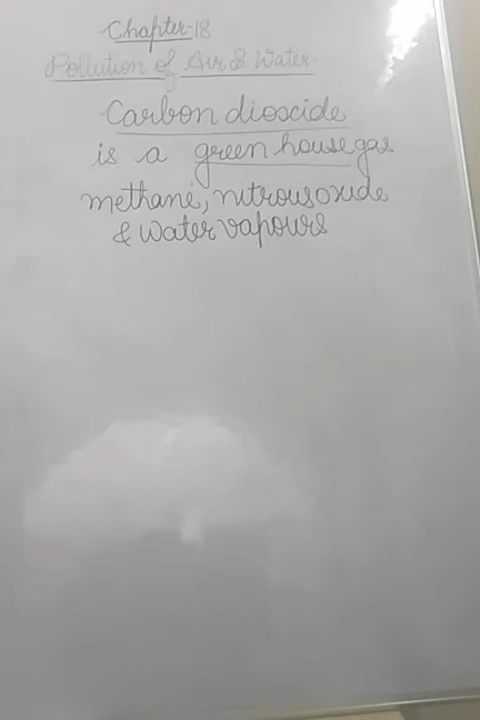 Chapter-18
Pollution of Air & Water-
Carbon dioxide
is a green house gas
methane, nitrous oxide
& water vapours